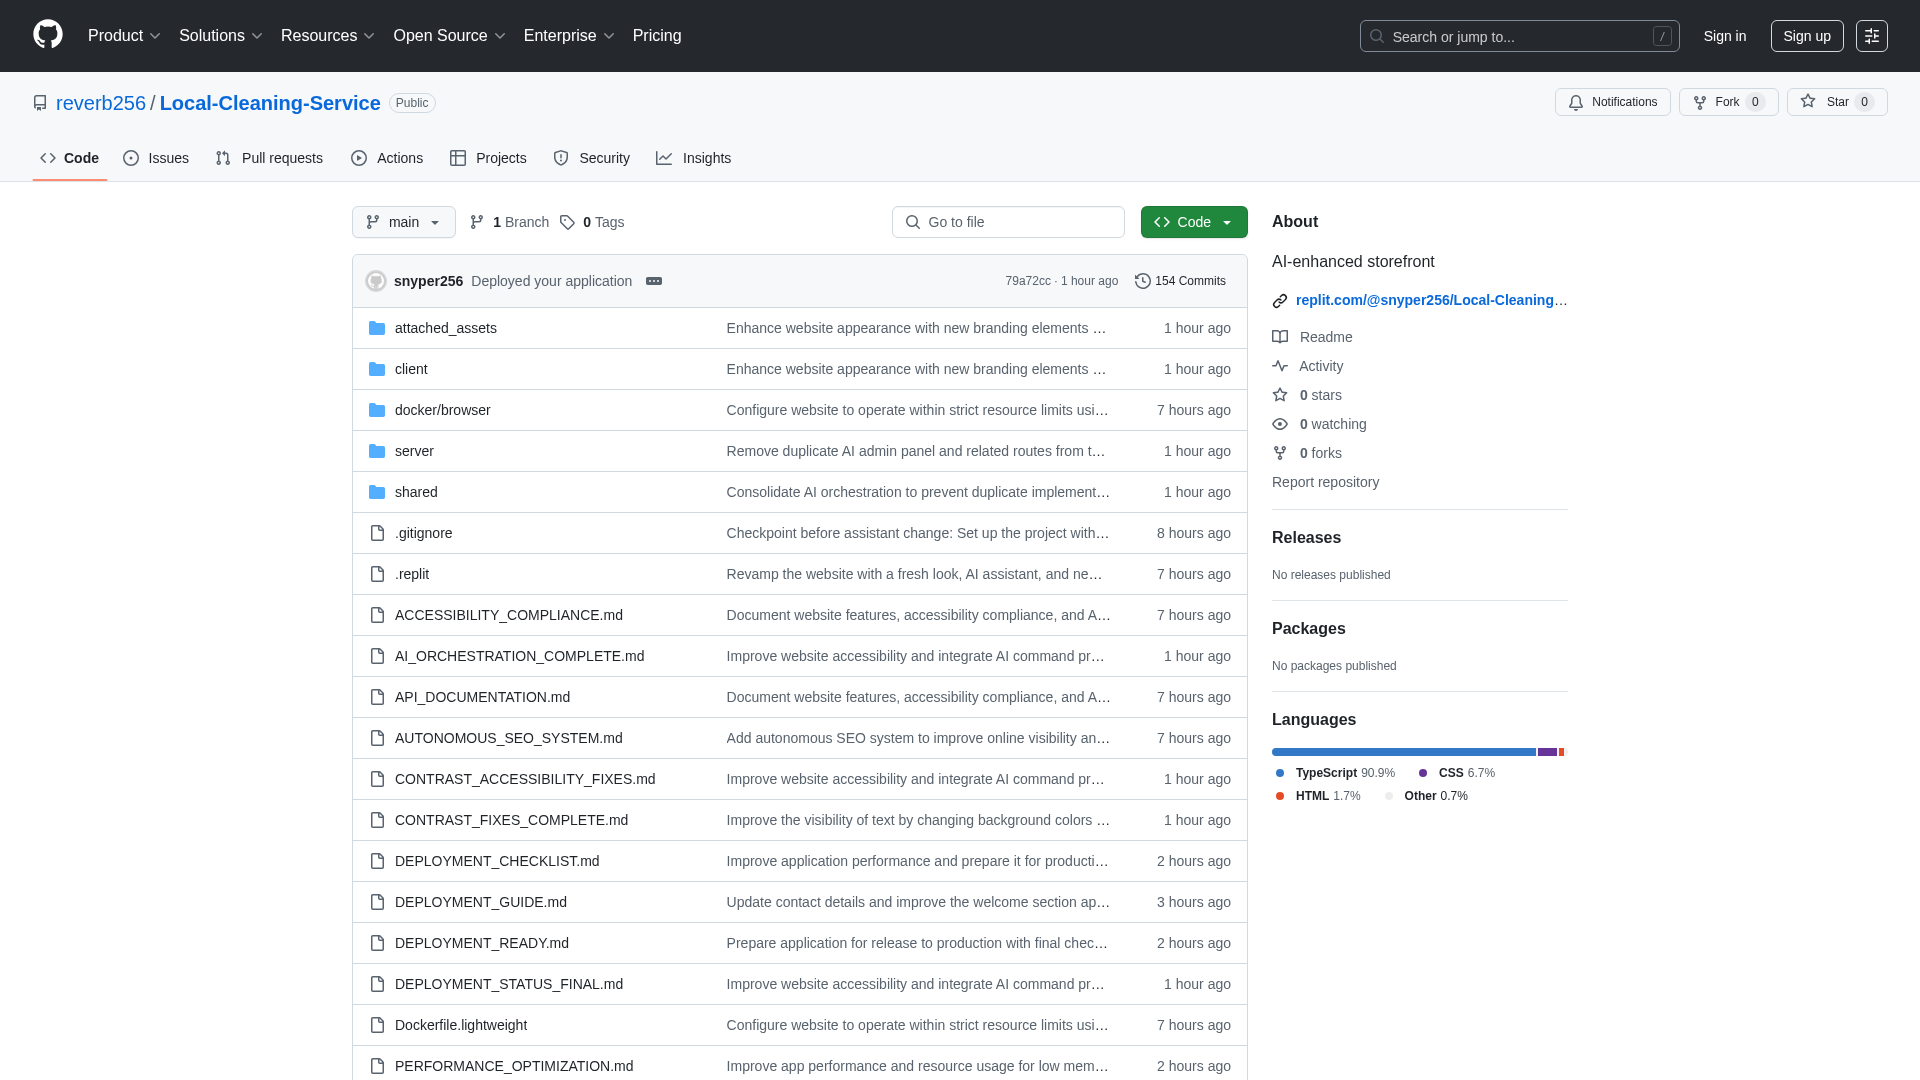 Product Solutions Resources Open Source Enterprise Pricing Search or jump to... / Sign in Sign up
reverb256 / Local-Cleaning-Service Public Notifications Fork 0 Star 0
Code Issues Pull requests Actions Projects Security Insights
main 1 Branch 0 Tags Go to file Code
snyper256 Deployed your application 79a72cc · 1 hour ago 154 Commits
attached_assets Enhance website appearance with new branding elements … 1 hour ago
client Enhance website appearance with new branding elements … 1 hour ago
docker/browser Configure website to operate within strict resource limits usi… 7 hours ago
server Remove duplicate AI admin panel and related routes from t… 1 hour ago
shared Consolidate AI orchestration to prevent duplicate implement… 1 hour ago
.gitignore Checkpoint before assistant change: Set up the project with… 8 hours ago
.replit Revamp the website with a fresh look, AI assistant, and ne… 7 hours ago
ACCESSIBILITY_COMPLIANCE.md Document website features, accessibility compliance, and A… 7 hours ago
AI_ORCHESTRATION_COMPLETE.md Improve website accessibility and integrate AI command pr… 1 hour ago
API_DOCUMENTATION.md Document website features, accessibility compliance, and A… 7 hours ago
AUTONOMOUS_SEO_SYSTEM.md Add autonomous SEO system to improve online visibility an… 7 hours ago
CONTRAST_ACCESSIBILITY_FIXES.md Improve website accessibility and integrate AI command pr… 1 hour ago
CONTRAST_FIXES_COMPLETE.md Improve the visibility of text by changing background colors … 1 hour ago
DEPLOYMENT_CHECKLIST.md Improve application performance and prepare it for producti… 2 hours ago
DEPLOYMENT_GUIDE.md Update contact details and improve the welcome section ap… 3 hours ago
DEPLOYMENT_READY.md Prepare application for release to production with final chec… 2 hours ago
DEPLOYMENT_STATUS_FINAL.md Improve website accessibility and integrate AI command pr… 1 hour ago
Dockerfile.lightweight Configure website to operate within strict resource limits usi… 7 hours ago
PERFORMANCE_OPTIMIZATION.md Improve app performance and resource usage for low mem… 2 hours ago
About
AI-enhanced storefront
replit.com/@snyper256/Local-Cleaning…
Readme
Activity
0 stars
0 watching
0 forks
Report repository
Releases
No releases published
Packages
No packages published
Languages
TypeScript 90.9% CSS 6.7%
HTML 1.7% Other 0.7%